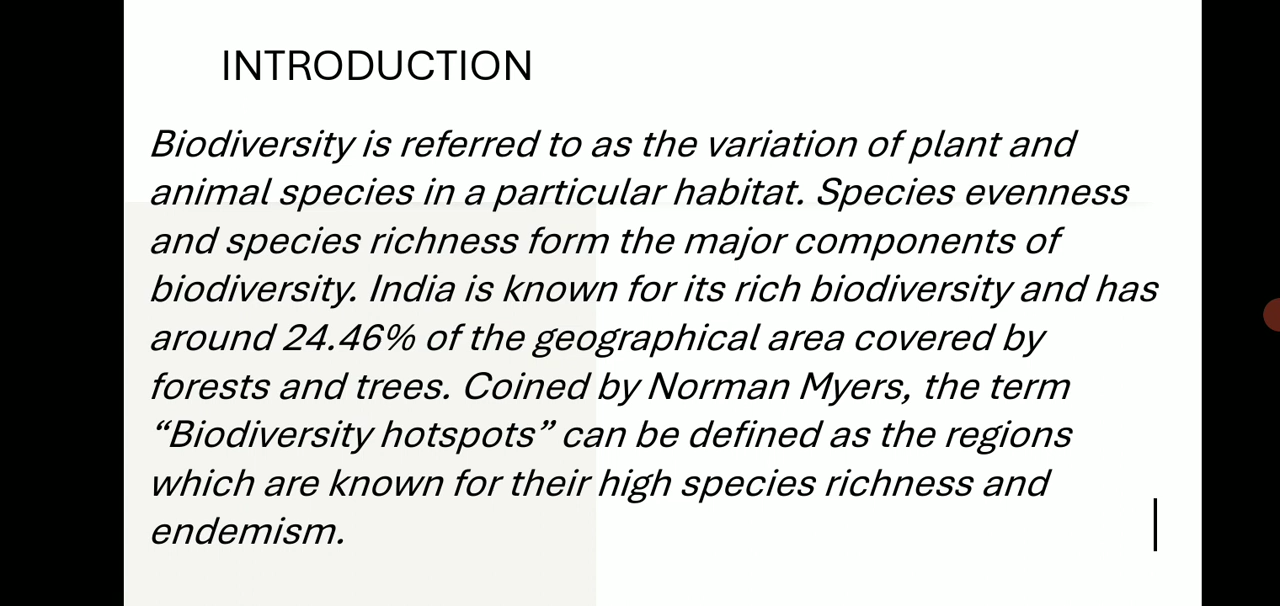 INTRODUCTION
Biodiversity is referred to as the variation of plant and
animal species in a particular habitat. Species evenness
and species richness form the major components of
biodiversity. India is known for its rich biodiversity and has
around 24.46% of the geographical area covered by
forests and trees. Coined by Norman Myers, the term
“Biodiversity hotspots” can be defined as the regions
which are known for their high species richness and
endemism.